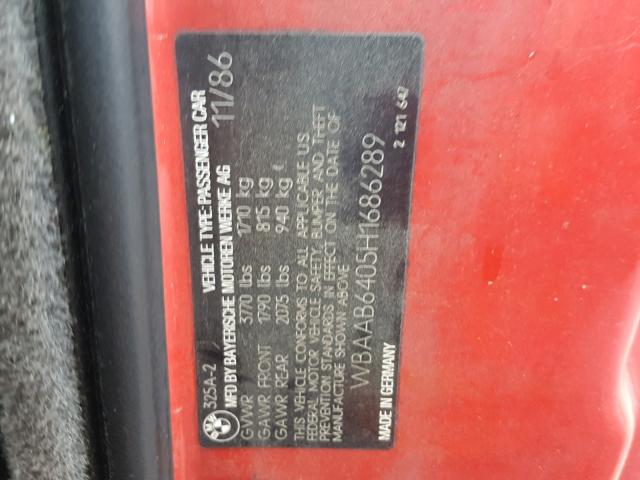 325A-2 VEHICLE TYPE: PASSENGER CAR
MFD BY BAYERISCHE MOTOREN WERKE AG 11/86
GVWR 3770 lbs 1710 kg
GAWR FRONT 1790 lbs 815 kg
GAWR REAR 2075 lbs 940 kg
THIS VEHICLE CONFORMS TO ALL APPLICABLE US
FEDERAL MOTOR VEHICLE SAFETY, BUMPER AND THEFT
PREVENTION STANDARDS IN EFFECT ON THE DATE OF
MANUFACTURE SHOWN ABOVE
WBAAB6405H1686289
MADE IN GERMANY 2 121 647